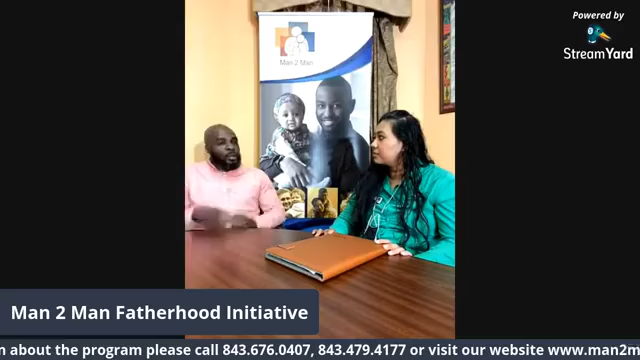 Powered by
StreamYard
Man 2 Man
Man 2 Man Fatherhood Initiative
n about the program please call 843.676.0407, 843.479.4177 or visit our website www.man2m